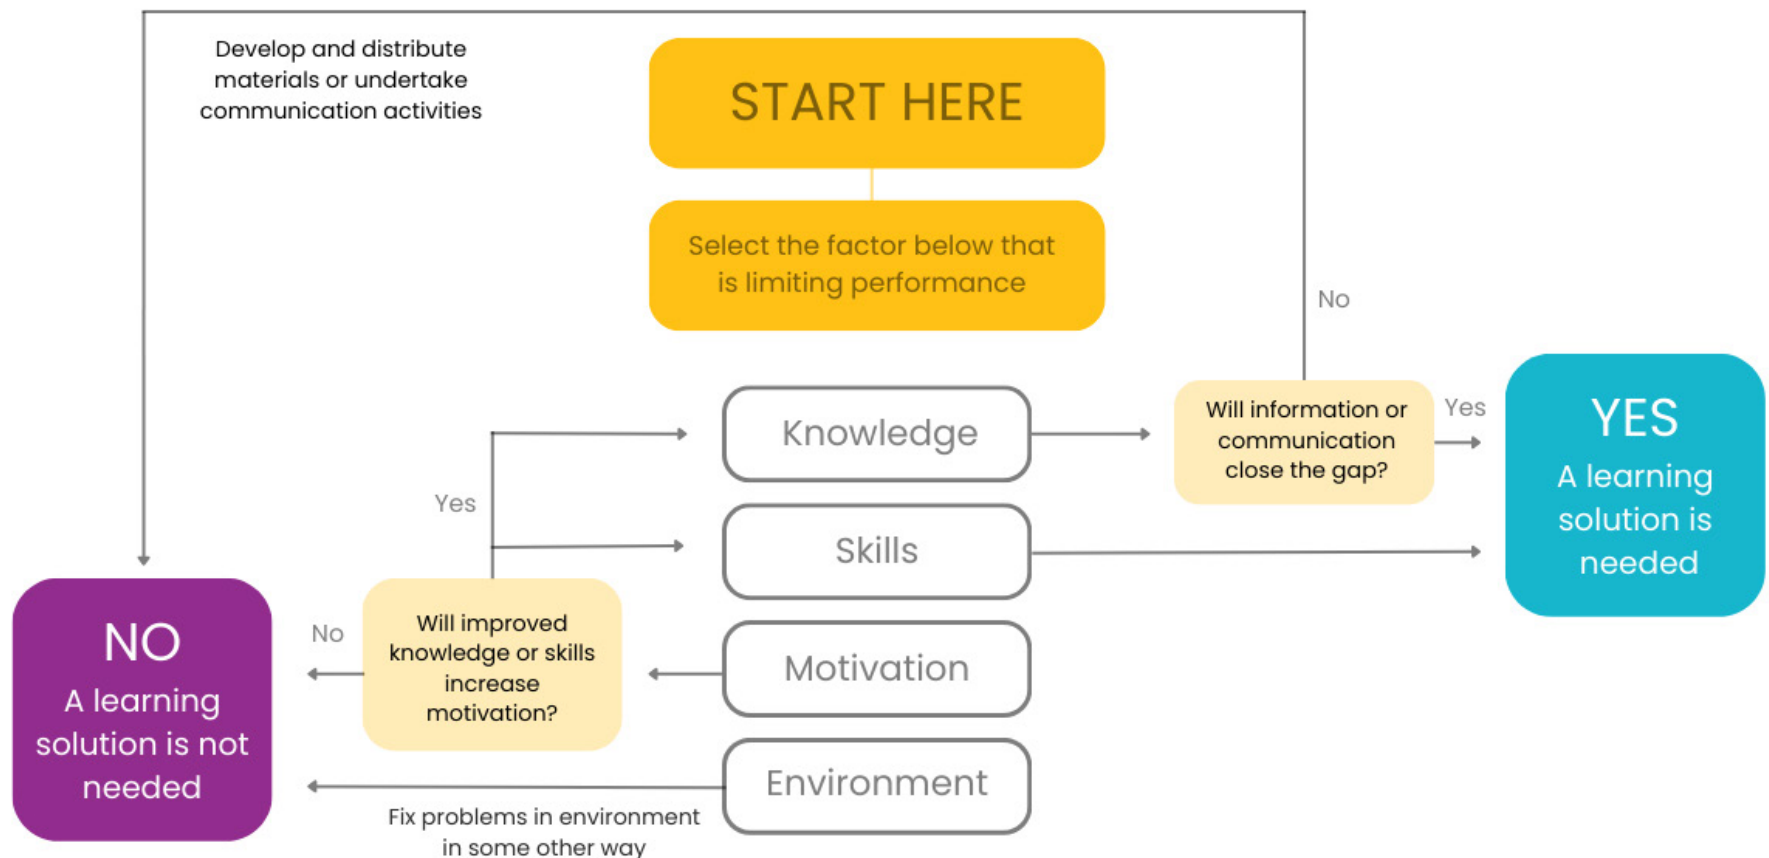 Develop and distribute
materials or undertake
communication activities
START HERE
Select the factor below that
is limiting performance
No
Knowledge
Will information or
communication
close the gap?
Yes
YES
A learning
solution is
needed
Yes
Skills
NO
A learning
solution is not
needed
No
Will improved
knowledge or skills
increase
motivation?
Motivation
Environment
Fix problems in environment
in some other way